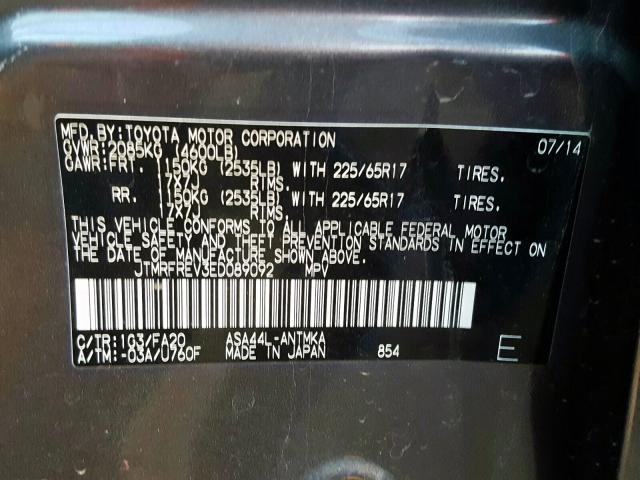 MFD.BY:TOYOTA MOTOR CORPORATION 07/14
GVWR:2085KG (4600LB)
GAWR:FRT. 1150KG (2535LB) WITH 225/65R17 TIRES.
17X7J RIMS.
RR. 1150KG (2535LB) WITH 225/65R17 TIRES.
17X7J RIMS.
THIS VEHICLE CONFORMS TO ALL APPLICABLE FEDERAL MOTOR
VEHICLE SAFETY AND THEFT PREVENTION STANDARDS IN EFFECT ON
THE DATE OF MANUFACTURE SHOWN ABOVE.
JTMRFREV3ED089092 MPV
C/TR:1G3/FA20 ASA44L-ANTMKA
A/TM:-03A/U760F MADE IN JAPAN 854 E